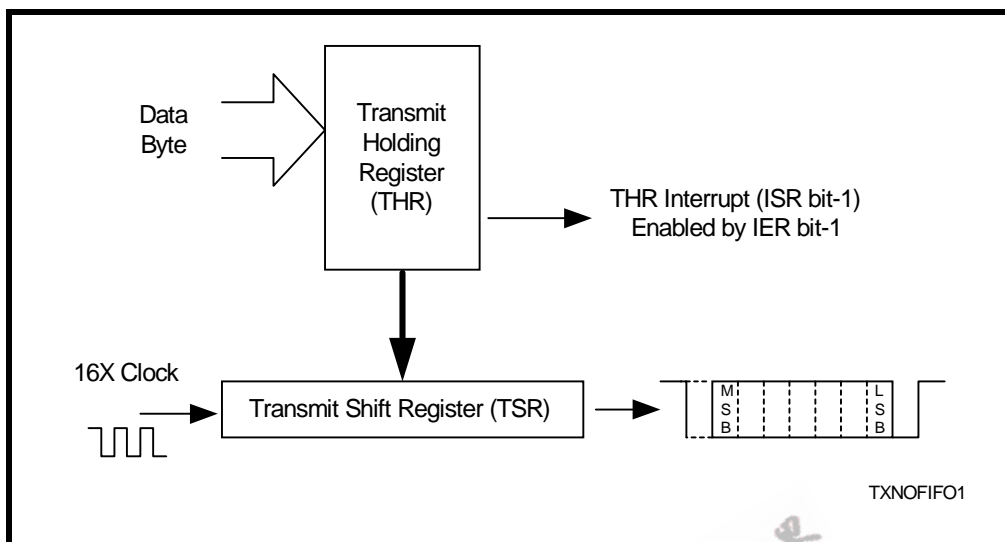 Data
Byte
Transmit
Holding
Register
(THR)
THR Interrupt (ISR bit-1)
Enabled by IER bit-1
16X Clock
Transmit Shift Register (TSR)
M
S
B
L
S
B
TXNOFIFO1